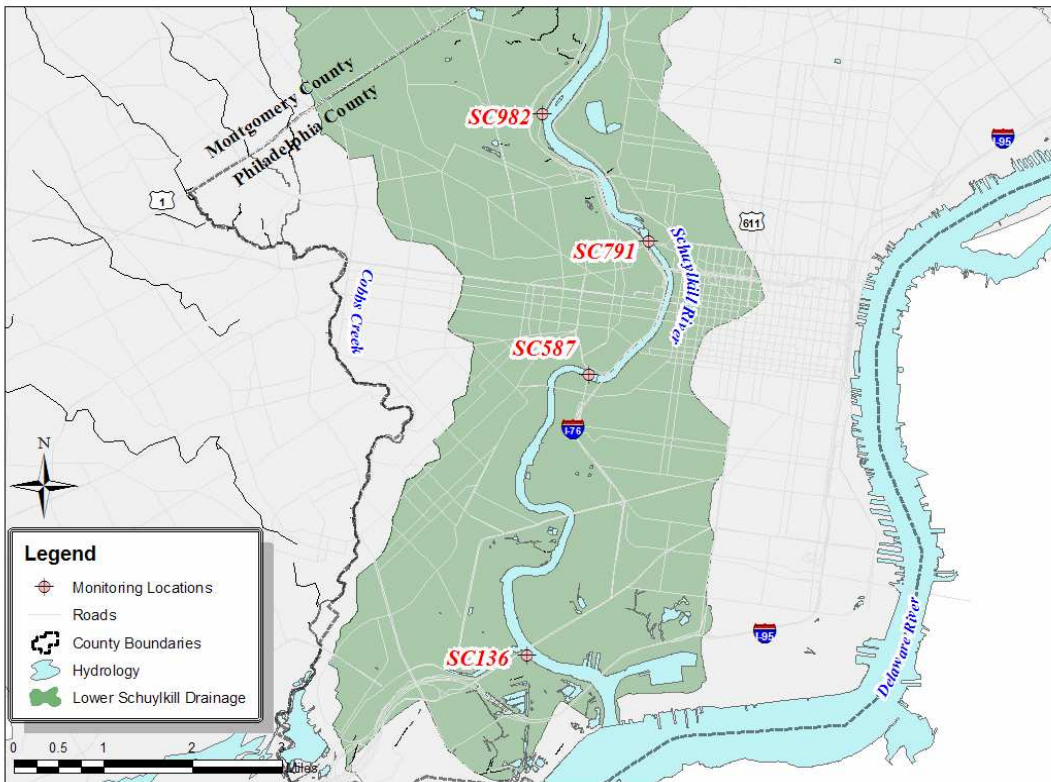 Montgomery County
Philadelphia County
SC982
I-95
1
611
SC791
Schuylkill River
Cobbs Creek
SC587
I-76
N
Legend
Monitoring Locations
Roads
County Boundaries
Hydrology
Lower Schuylkill Drainage
SC136
I-95
Delaware River
0 0.5 1 2 3
Miles